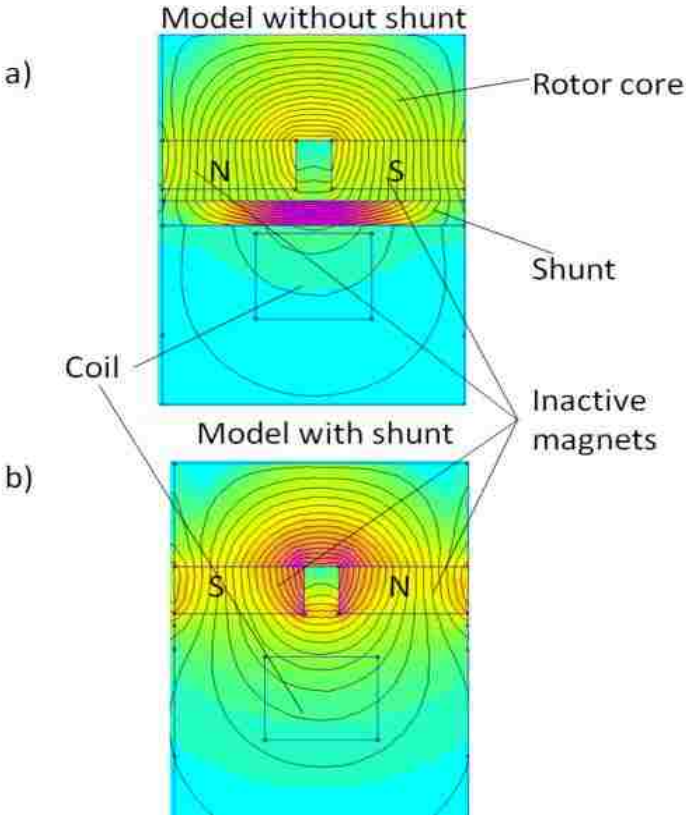 Model without shunt
a)
Rotor core
N
S
Shunt
Coil
Inactive
magnets
Model with shunt
b)
S
N